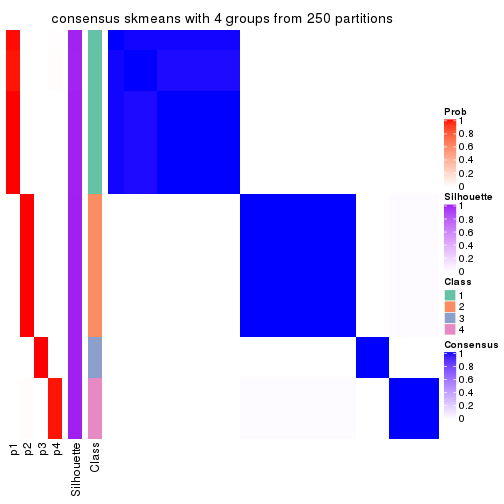 consensus skmeans with 4 groups from 250 partitions
Prob
1
0.8
0.6
0.4
0.2
0
Silhouette
1
0.8
0.6
0.4
0.2
0
Class
1
2
3
4
Consensus
1
0.8
0.6
0.4
0.2
0
p1
p2
p3
p4
Silhouette
Class